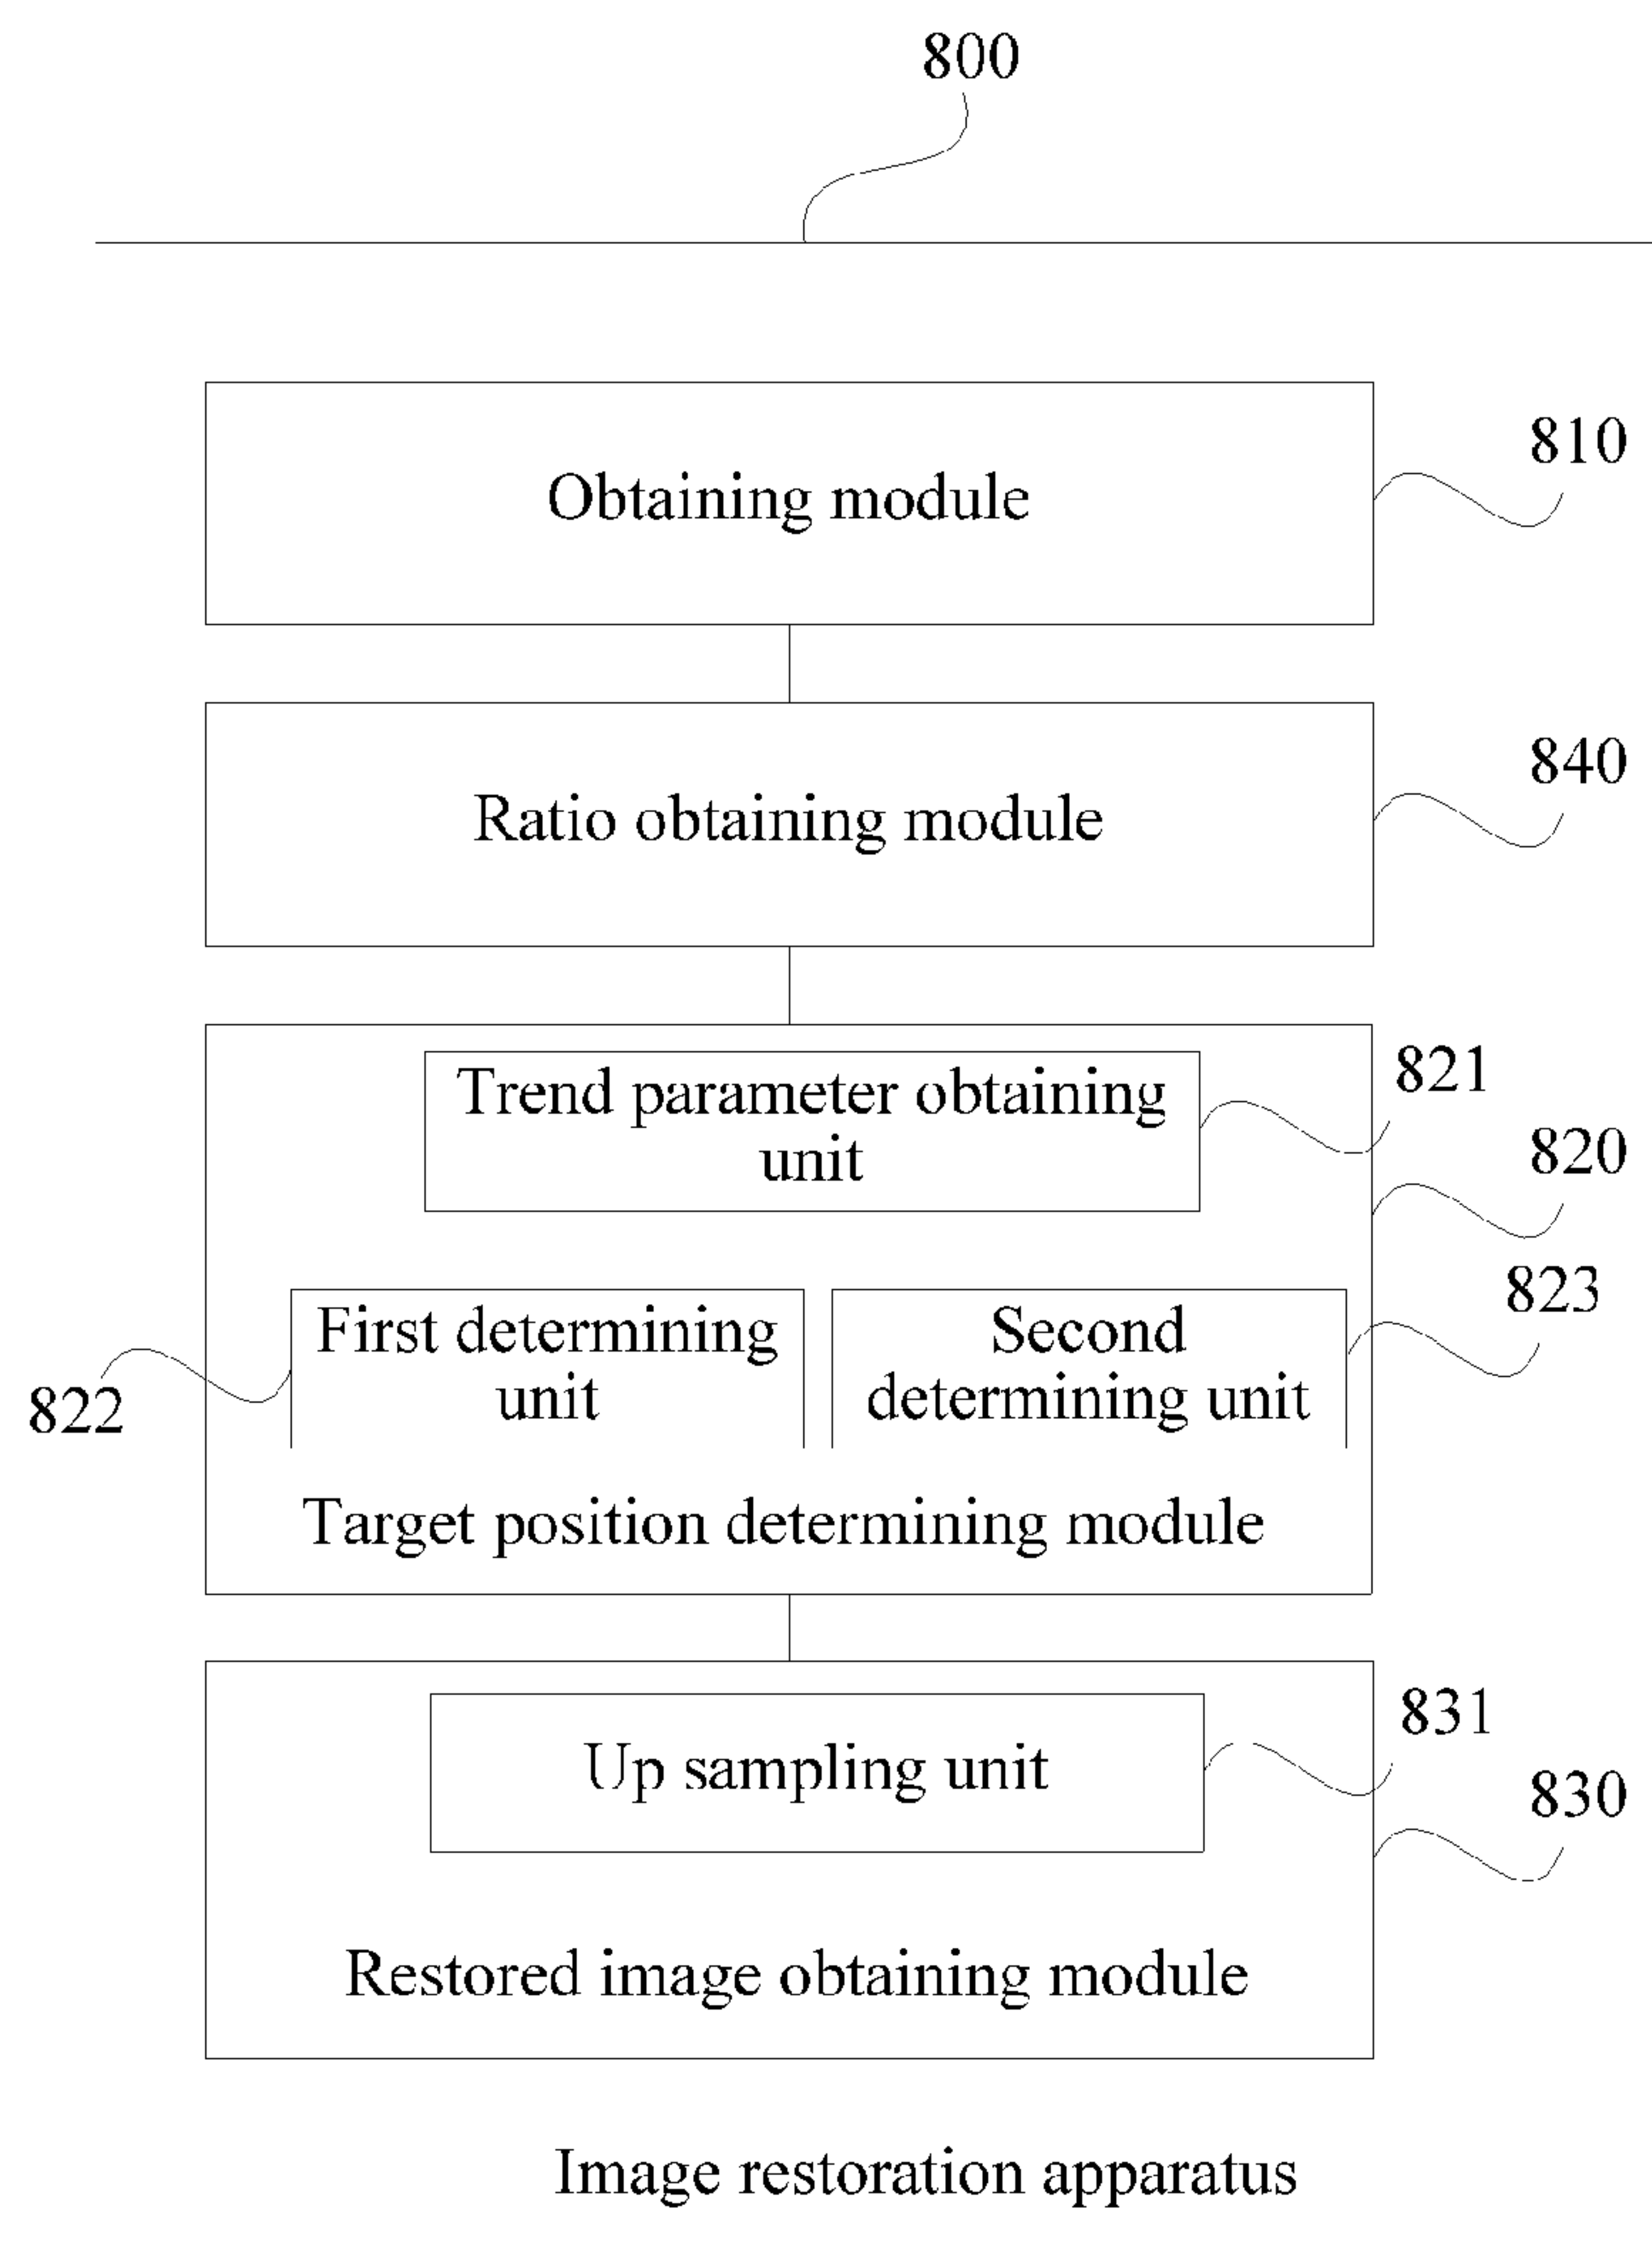 800
Obtaining module
810
Ratio obtaining module
840
Trend parameter obtaining
unit
821
820
First determining
unit
822
Second
determining unit
823
Target position determining module
Up sampling unit
831
830
Restored image obtaining module
Image restoration apparatus